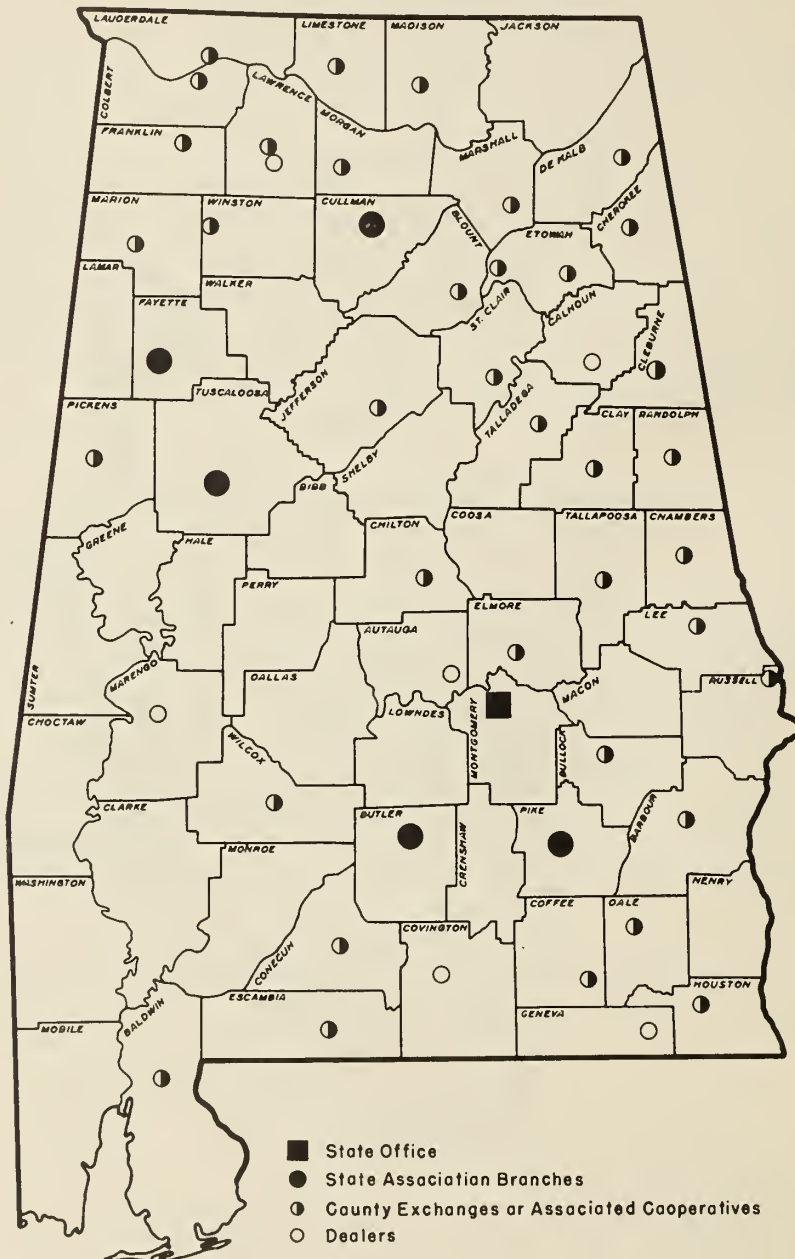 LAUDERDALE
LIMESTONE
MADISON
JACKSON
COLBERT
LAWRENCE
MORGAN
FRANKLIN
MARSHALL
DE KALB
MARION
WINSTON
CULLMAN
BLOUNT
ETOWAH
CHEROKEE
LAMAR
WALKER
FAYETTE
ST. CLAIR
CALHOUN
CLEBURNE
PICKENS
TUSCALOOSA
JEFFERSON
TALLADEGA
CLAY
RANDOLPH
SHELBY
BIBB
GREENE
HALE
CHILTON
COOSA
TALLAPOOSA
CHAMBERS
PERRY
ELMORE
LEE
AUTAUGA
SUMTER
MARENGO
DALLAS
MACON
RUSSELL
CHOCTAW
LOWNDES
MONTGOMERY
BULLOCK
WILCOX
CLARKE
BUTLER
CRENSHAW
PIKE
BARBOUR
MONROE
WASHINGTON
HENRY
COFFEE
DALE
COVINGTON
CONECUH
ESCAMBIA
HOUSTON
GENEVA
MOBILE
BALDWIN
State Office
State Association Branches
County Exchanges or Associated Cooperatives
Dealers